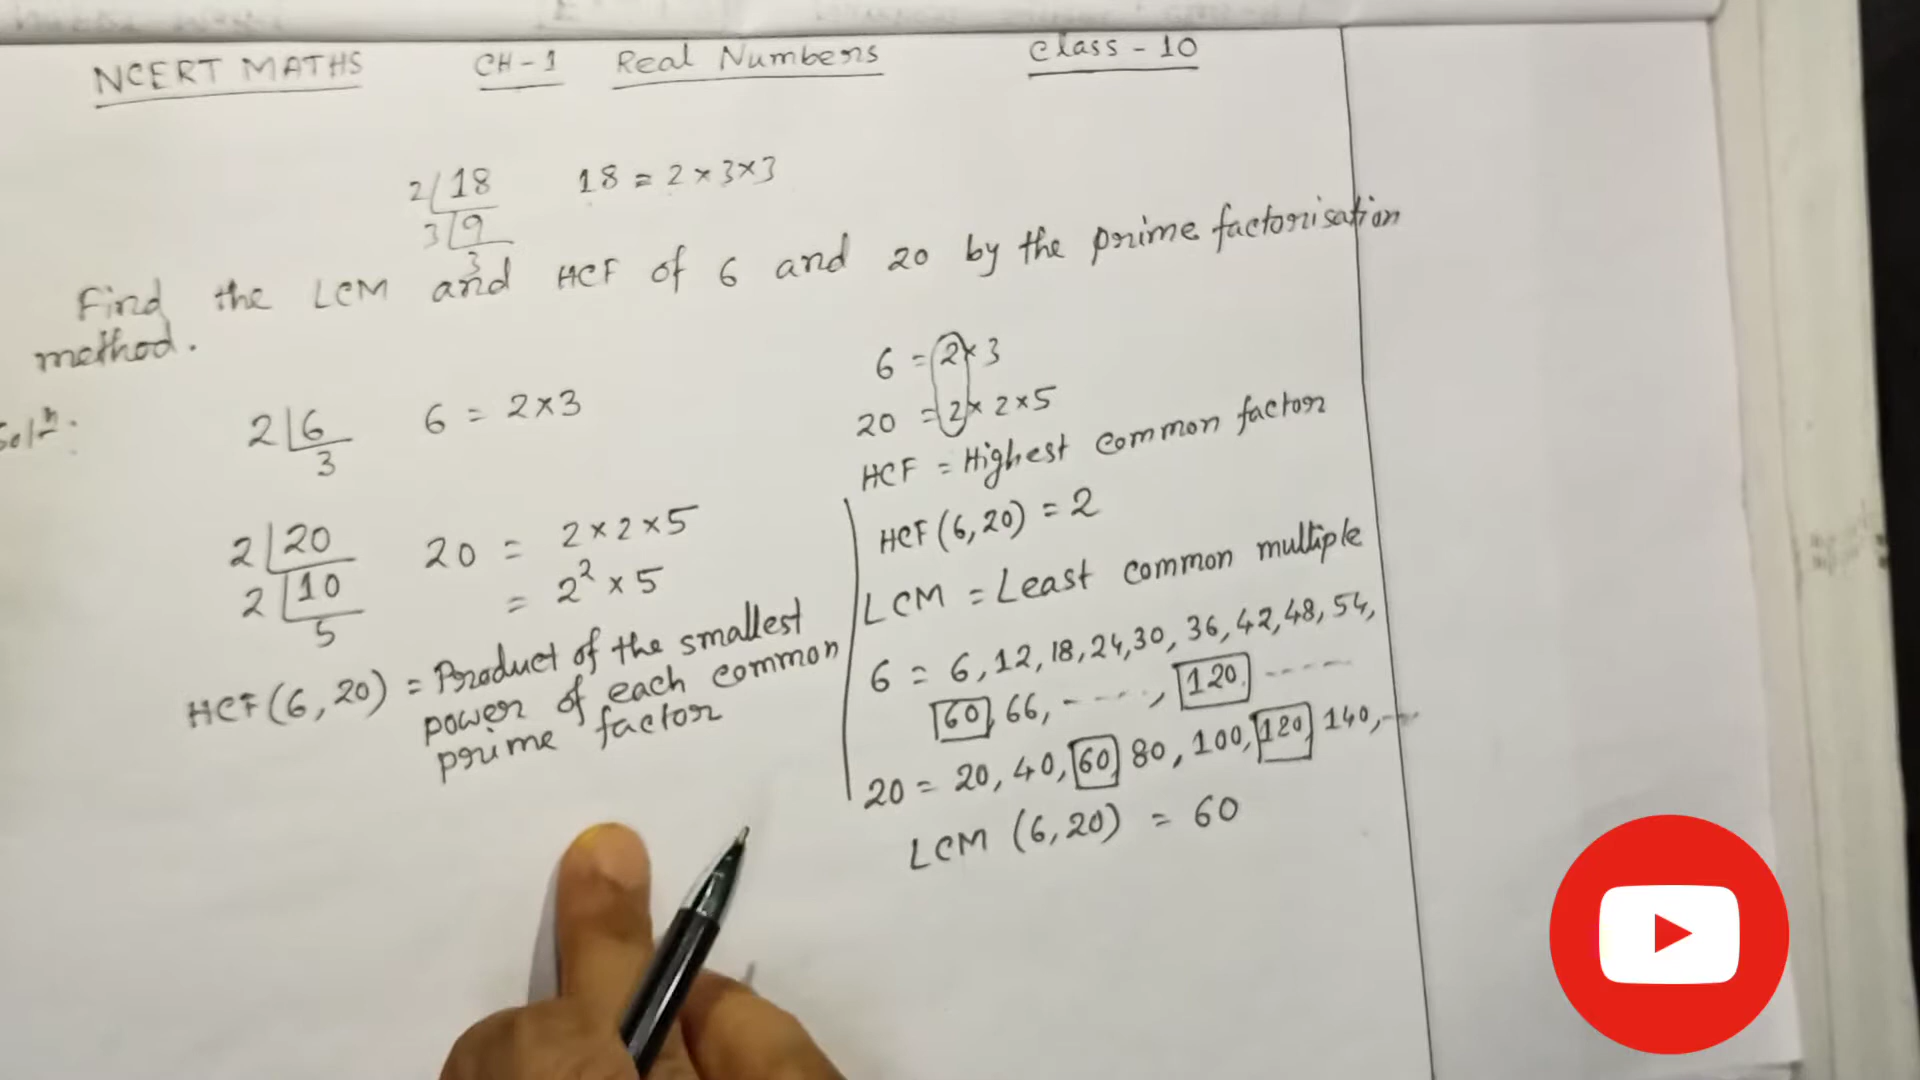 NCERT MATHS CH-1 Real Numbers Class-10
2 18 18 = 2×3×3
3 9
3
Find the LCM and HCF of 6 and 20 by the prime factorisation
method.
Solⁿ:
2 6 6 = 2×3
3
2 20 20 = 2×2×5
2 10 = 2²×5
5
HCF(6,20) = Product of the smallest
power of each common
prime factor
6 = 2×3
20 = 2×2×5
HCF = Highest common factor
HCF(6,20) = 2
LCM = Least common multiple
6 = 6,12,18,24,30,36,42,48,54,
60,66,-----,120-----
20 = 20,40,60,80,100,120,140,--
LCM (6,20) = 60